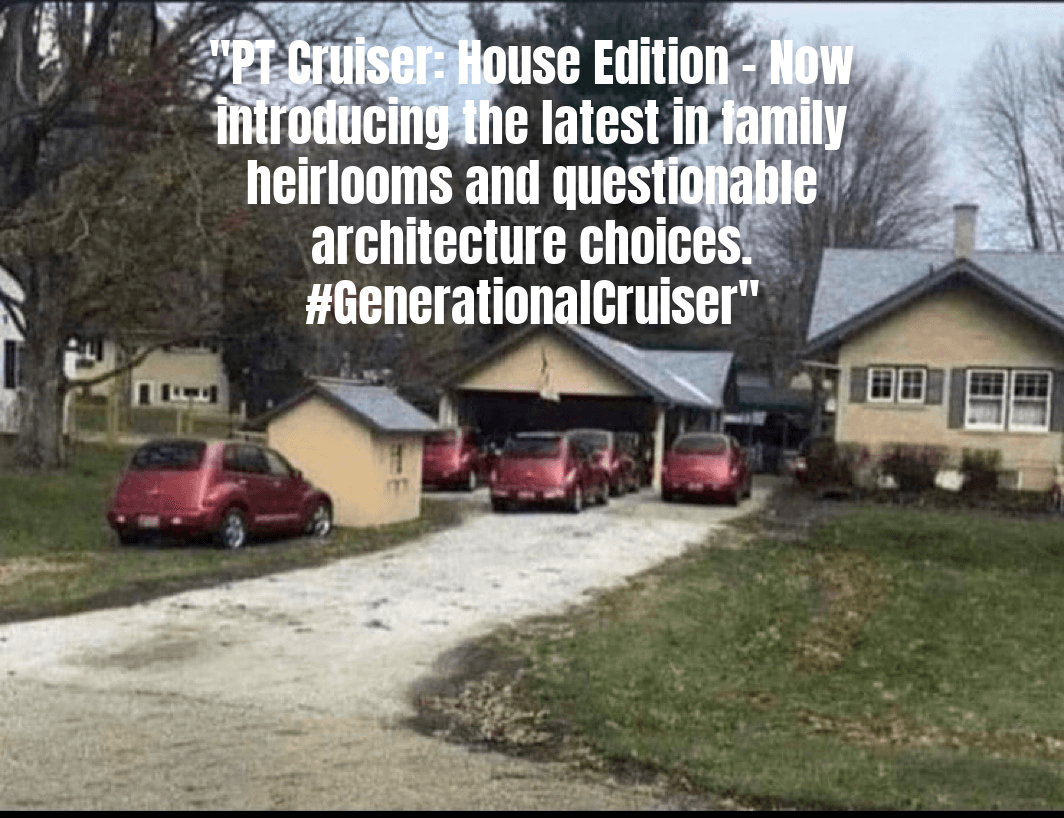 "PT Cruiser: House Edition - Now
introducing the latest in family
heirlooms and questionable
architecture choices.
#GenerationalCruiser"